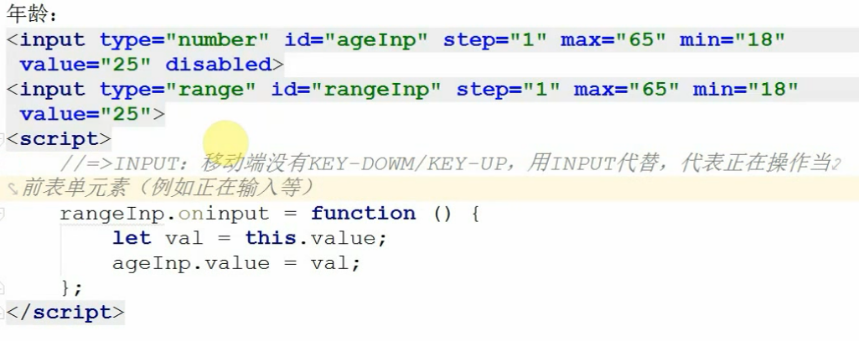 年龄:
<input type="number" id="ageInp" step="1" max="65" min="18"
value="25" disabled>
<input type="range" id="rangeInp" step="1" max="65" min="18"
value="25">
<script>
//=>INPUT: 移动端没有KEY-DOWM/KEY-UP，用INPUT代替，代表正在操作当
前表单元素（例如正在输入等）
rangeInp.oninput = function () {
let val = this.value;
ageInp.value = val;
};
</script>